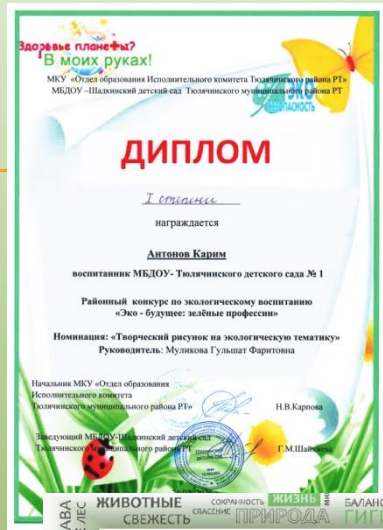 Здоровье планеты?
В моих руках!
МКУ «Отдел образования Исполнительного комитета Тюлячинского района РТ»
МБДОУ –Шадкинский детский сад Тюлячинского муниципального района РТ
ЭКО
БЕЗОПАСНОСТЬ
ДИПЛОМ
I степени
награждается
Антонов Карим
воспитанник МБДОУ- Тюлячинского детского сада № 1
Районный конкурс по экологическому воспитанию
«Эко - будущее: зелёные профессии»
Номинация: «Творческий рисунок на экологическую тематику»
Руководитель: Муликова Гульшат Фаритовна
Начальник МКУ «Отдел образования
Исполнительного комитета
Тюлячинского муниципального района РТ»
Н.В.Карпова
Заведующий МБДОУ-Шадкинский детский сад
Тюлячинского муниципального района РТ
Г.М.Шайхиева
ЛЕС
ЖИВОТНЫЕ
СВЕЖЕСТЬ
СОХРАННОСТЬ
СПАСЕНИЕ
ЖИЗНЬ
ПРИРОДА
БАЛАНС